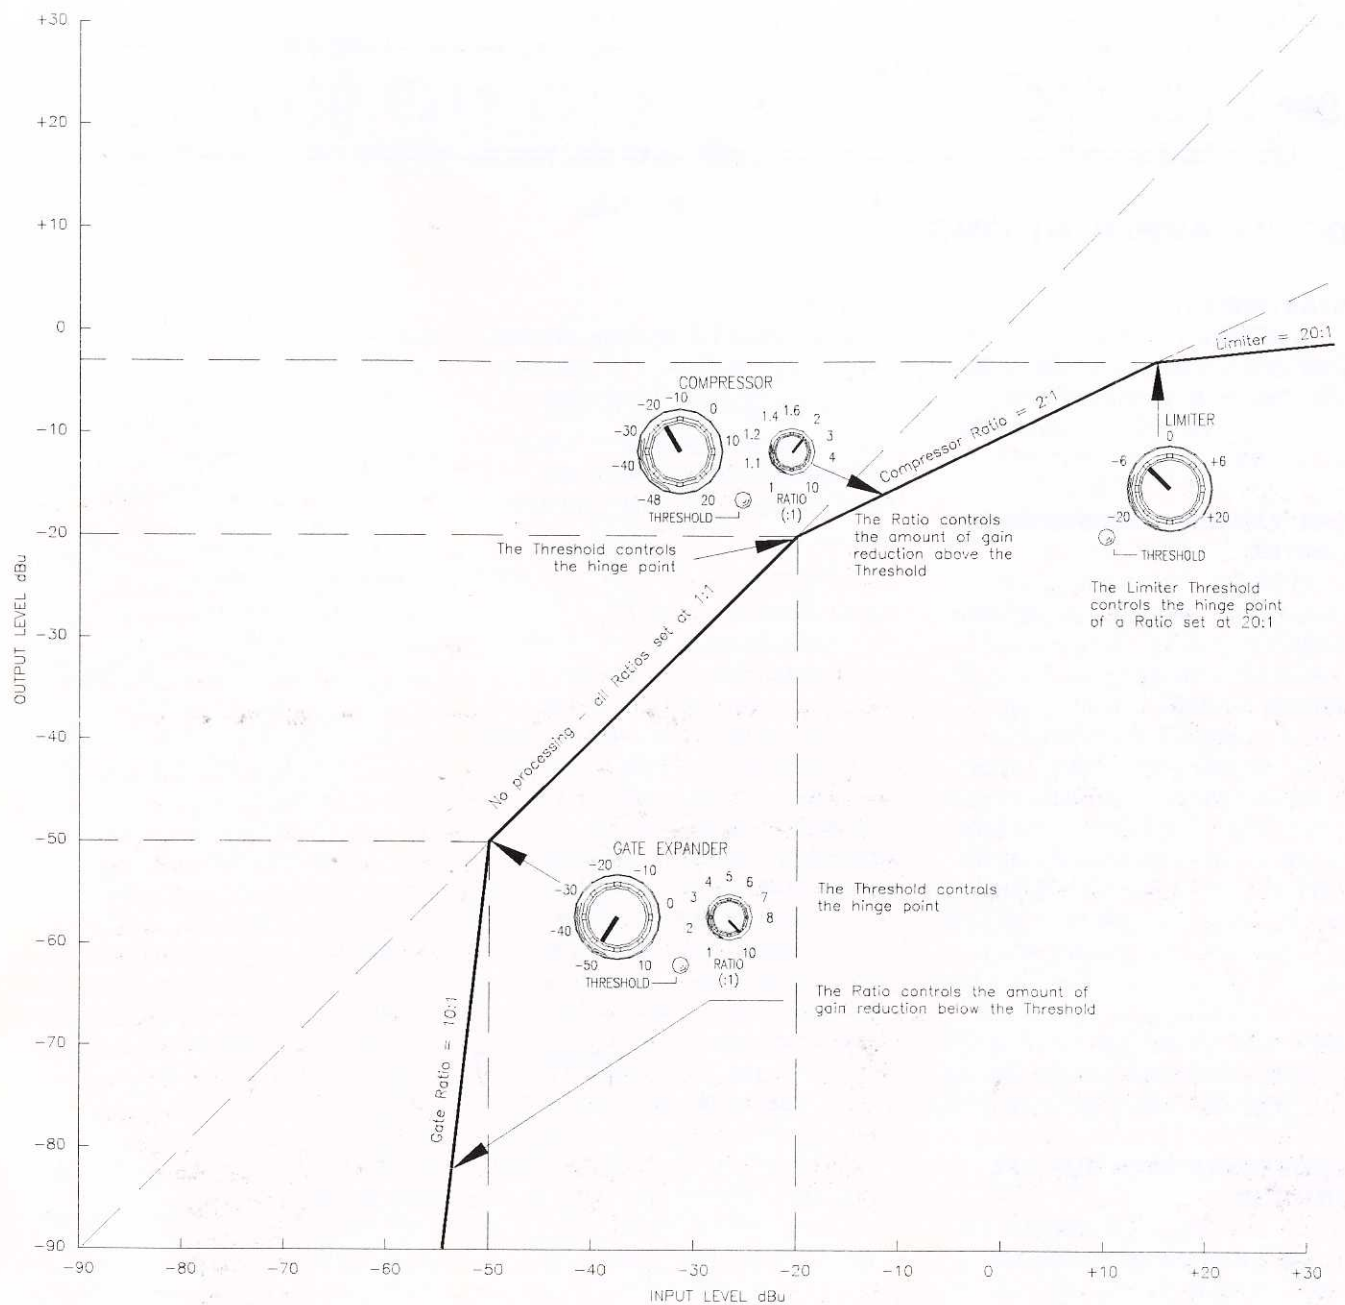 +30
+20
+10
0
-10
-20
-30
-40
-50
-60
-70
-80
-90
OUTPUT LEVEL dBu
-90 -80 -70 -60 -50 -40 -30 -20 -10 0 +10 +20 +30
INPUT LEVEL dBu
Limiter = 20:1
Compressor Ratio = 2:1
No processing – all Ratios set at 1:1
Gate Ratio = 10:1
COMPRESSOR
-48 -40 -30 -20 -10 0 10 20
THRESHOLD
1 1.1 1.2 1.4 1.6 2 3 4 10
RATIO
(:1)
The Threshold controls
the hinge point
The Ratio controls
the amount of gain
reduction above the
Threshold
LIMITER
-20 -6 0 +6 +20
THRESHOLD
The Limiter Threshold
controls the hinge point
of a Ratio set at 20:1
GATE EXPANDER
-50 -40 -30 -20 -10 0 10
THRESHOLD
1 2 3 4 5 6 7 8 10
RATIO
(:1)
The Threshold controls
the hinge point
The Ratio controls the amount of
gain reduction below the Threshold